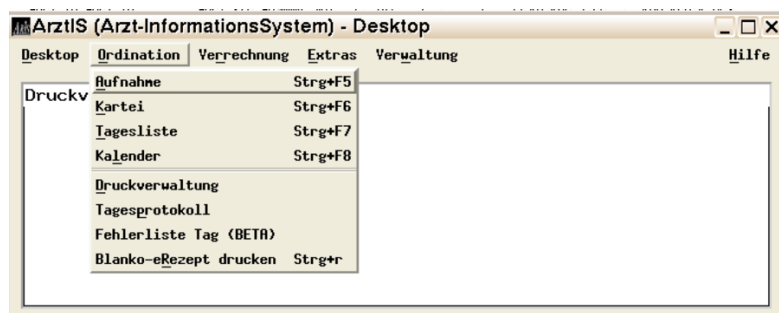 ArztIS (Arzt-InformationsSystem) - Desktop
Desktop Ordination Verrechnung Extras Verwaltung Hilfe
Aufnahme Strg+F5
Druckv
Kartei Strg+F6
Tagesliste Strg+F7
Kalender Strg+F8
Druckverwaltung
Tagesprotokoll
Fehlerliste Tag (BETA)
Blanko-eRezept drucken Strg+r